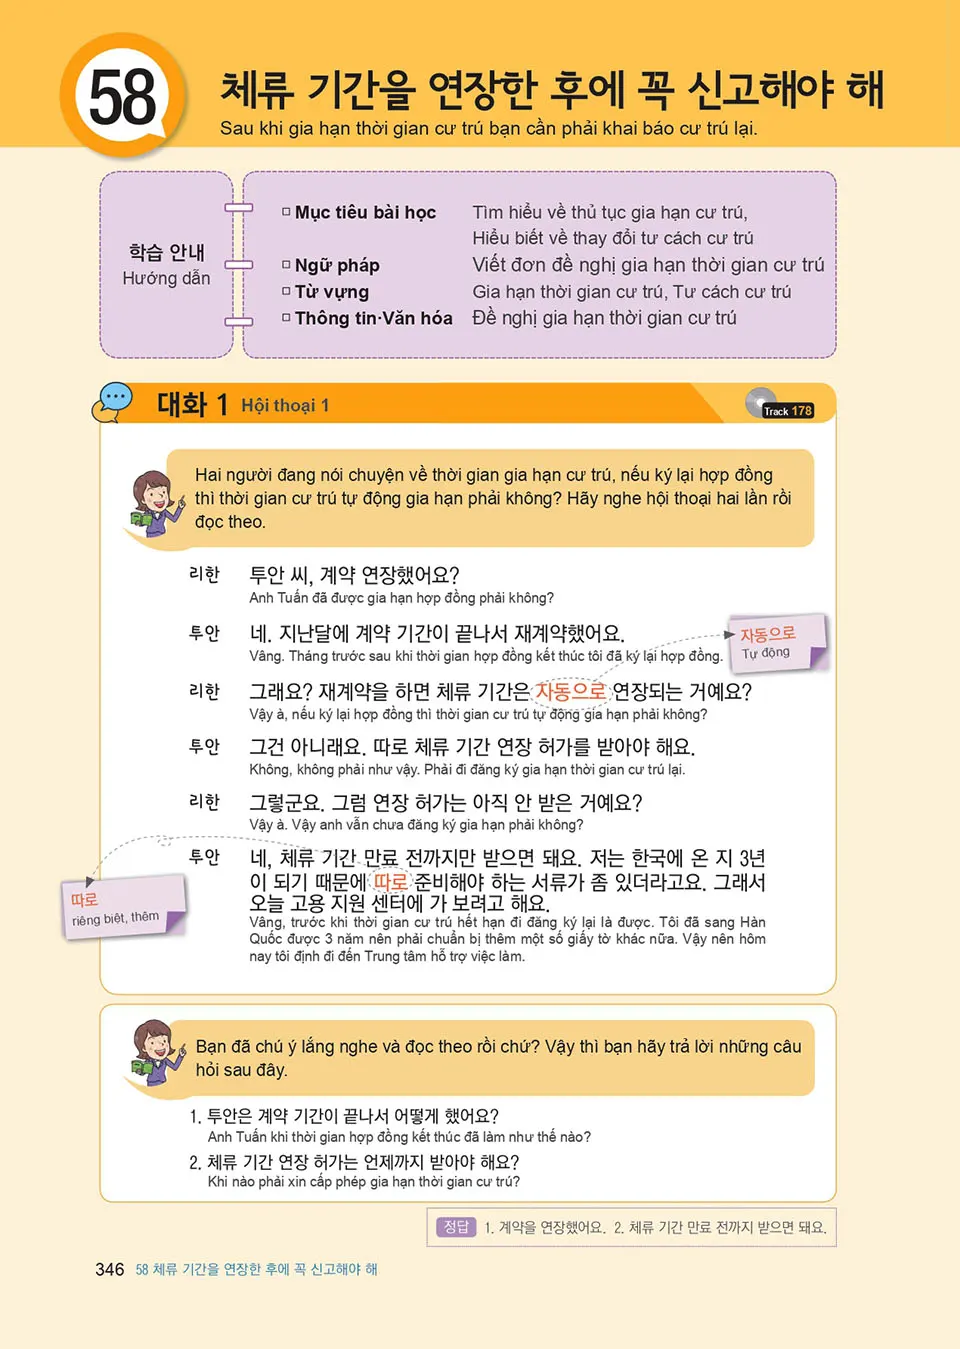 58
체류 기간을 연장한 후에 꼭 신고해야 해
Sau khi gia hạn thời gian cư trú bạn cần phải khai báo cư trú lại.
학습 안내
Hướng dẫn
□ Mục tiêu bài học Tìm hiểu về thủ tục gia hạn cư trú,
Hiểu biết về thay đổi tư cách cư trú
□ Ngữ pháp Viết đơn đề nghị gia hạn thời gian cư trú
□ Từ vựng Gia hạn thời gian cư trú, Tư cách cư trú
□ Thông tin·Văn hóa Đề nghị gia hạn thời gian cư trú
대화 1 Hội thoại 1
Track 178
Hai người đang nói chuyện về thời gian gia hạn cư trú, nếu ký lại hợp đồng
thì thời gian cư trú tự động gia hạn phải không? Hãy nghe hội thoại hai lần rồi
đọc theo.
리한 투안 씨, 계약 연장했어요?
Anh Tuấn đã được gia hạn hợp đồng phải không?
투안 네. 지난달에 계약 기간이 끝나서 재계약했어요.
Vâng. Tháng trước sau khi thời gian hợp đồng kết thúc tôi đã ký lại hợp đồng.
자동으로
Tự động
리한 그래요? 재계약을 하면 체류 기간은 자동으로 연장되는 거예요?
Vậy à, nếu ký lại hợp đồng thì thời gian cư trú tự động gia hạn phải không?
투안 그건 아니래요. 따로 체류 기간 연장 허가를 받아야 해요.
Không, không phải như vậy. Phải đi đăng ký gia hạn thời gian cư trú lại.
리한 그렇군요. 그럼 연장 허가는 아직 안 받은 거예요?
Vậy à. Vậy anh vẫn chưa đăng ký gia hạn phải không?
투안 네, 체류 기간 만료 전까지만 받으면 돼요. 저는 한국에 온 지 3년
이 되기 때문에 따로 준비해야 하는 서류가 좀 있더라고요. 그래서
오늘 고용 지원 센터에 가 보려고 해요.
Vâng, trước khi thời gian cư trú hết hạn đi đăng ký lại là được. Tôi đã sang Hàn
Quốc được 3 năm nên phải chuẩn bị thêm một số giấy tờ khác nữa. Vậy nên hôm
nay tôi định đi đến Trung tâm hỗ trợ việc làm.
따로
riêng biệt, thêm
Bạn đã chú ý lắng nghe và đọc theo rồi chứ? Vậy thì bạn hãy trả lời những câu
hỏi sau đây.
1. 투안은 계약 기간이 끝나서 어떻게 했어요?
Anh Tuấn khi thời gian hợp đồng kết thúc đã làm như thế nào?
2. 체류 기간 연장 허가는 언제까지 받아야 해요?
Khi nào phải xin cấp phép gia hạn thời gian cư trú?
정답 1. 계약을 연장했어요. 2. 체류 기간 만료 전까지 받으면 돼요.
346 58 체류 기간을 연장한 후에 꼭 신고해야 해